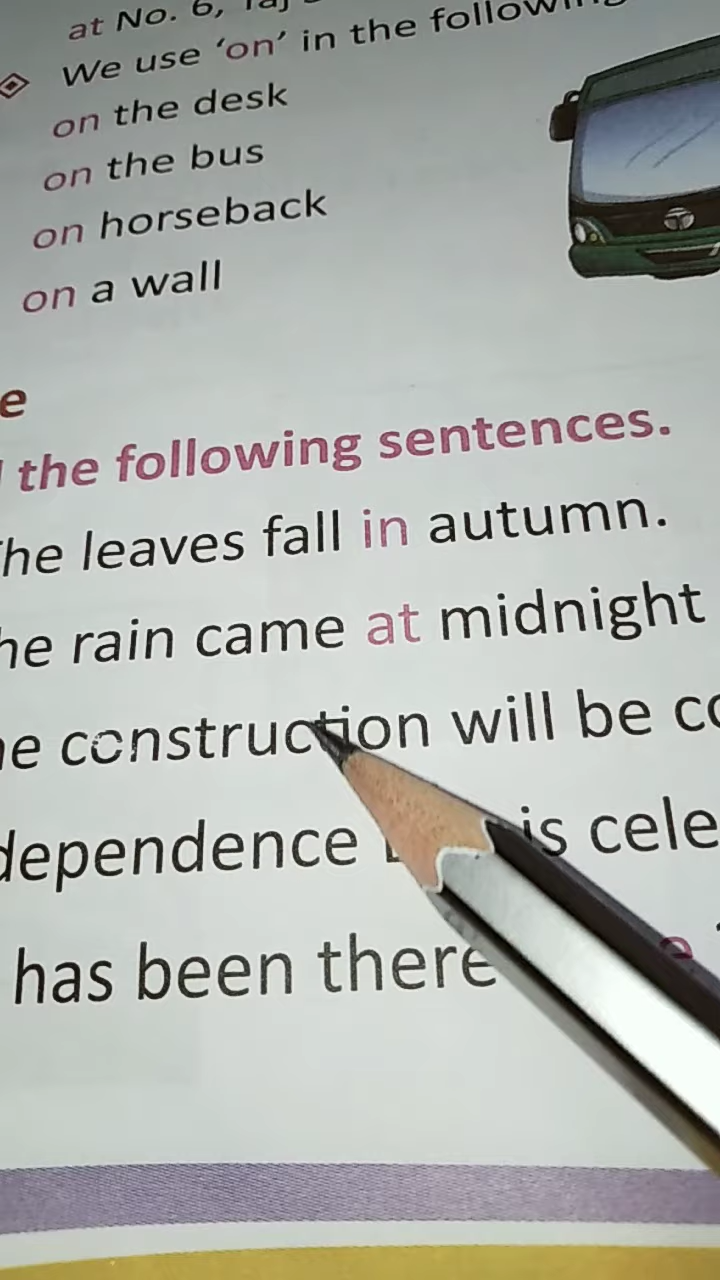 at No. 6,
We use ‘on’ in the following
on the desk
on the bus
on horseback
on a wall
the following sentences.
The leaves fall in autumn.
he rain came at midnight
he construction will be co
dependence is cele
has been there